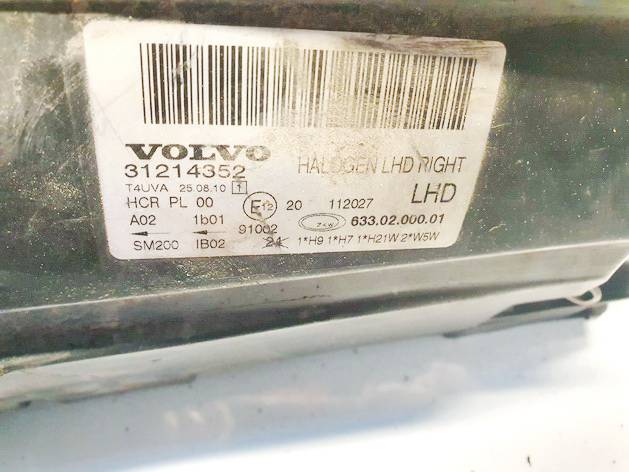 VOLVO
31214352 HALOGEN LHD RIGHT
T4UVA 25.08.10 1 LHD
HCR PL 00 E12 20 112027
A02 1b01 91002 633.02.000.01
SM200 IB02 24 1*H9 1*H7 1*H21W 2*W5W